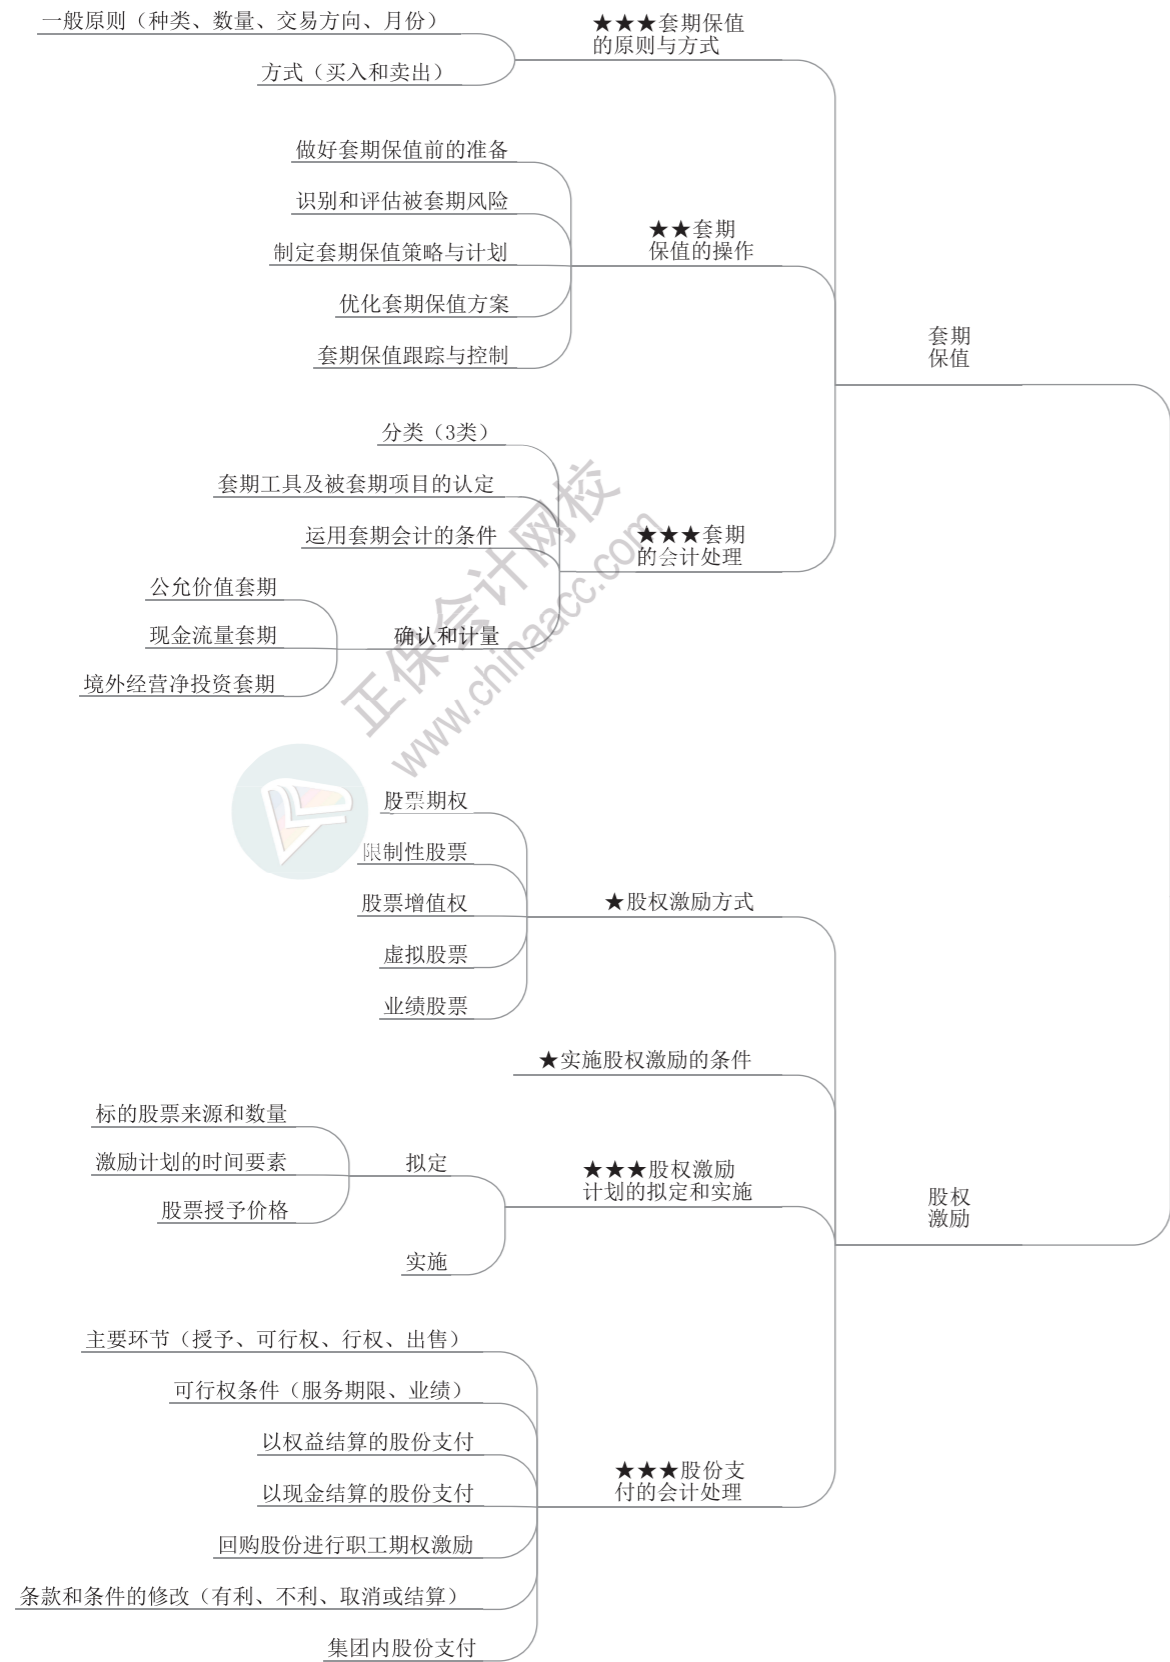 一般原则（种类、数量、交易方向、月份）
方式（买入和卖出）
★★★套期保值
的原则与方式
做好套期保值前的准备
识别和评估被套期风险
制定套期保值策略与计划
优化套期保值方案
套期保值跟踪与控制
★★套期
保值的操作
套期
保值
分类（3类）
套期工具及被套期项目的认定
运用套期会计的条件
公允价值套期
现金流量套期
境外经营净投资套期
确认和计量
★★★套期
的会计处理
正保会计网校
www.chinaacc.com
股票期权
限制性股票
股票增值权
虚拟股票
业绩股票
★股权激励方式
★实施股权激励的条件
标的股票来源和数量
激励计划的时间要素
股票授予价格
拟定
实施
★★★股权激励
计划的拟定和实施
股权
激励
主要环节（授予、可行权、行权、出售）
可行权条件（服务期限、业绩）
以权益结算的股份支付
以现金结算的股份支付
回购股份进行职工期权激励
条款和条件的修改（有利、不利、取消或结算）
集团内股份支付
★★★股份支
付的会计处理